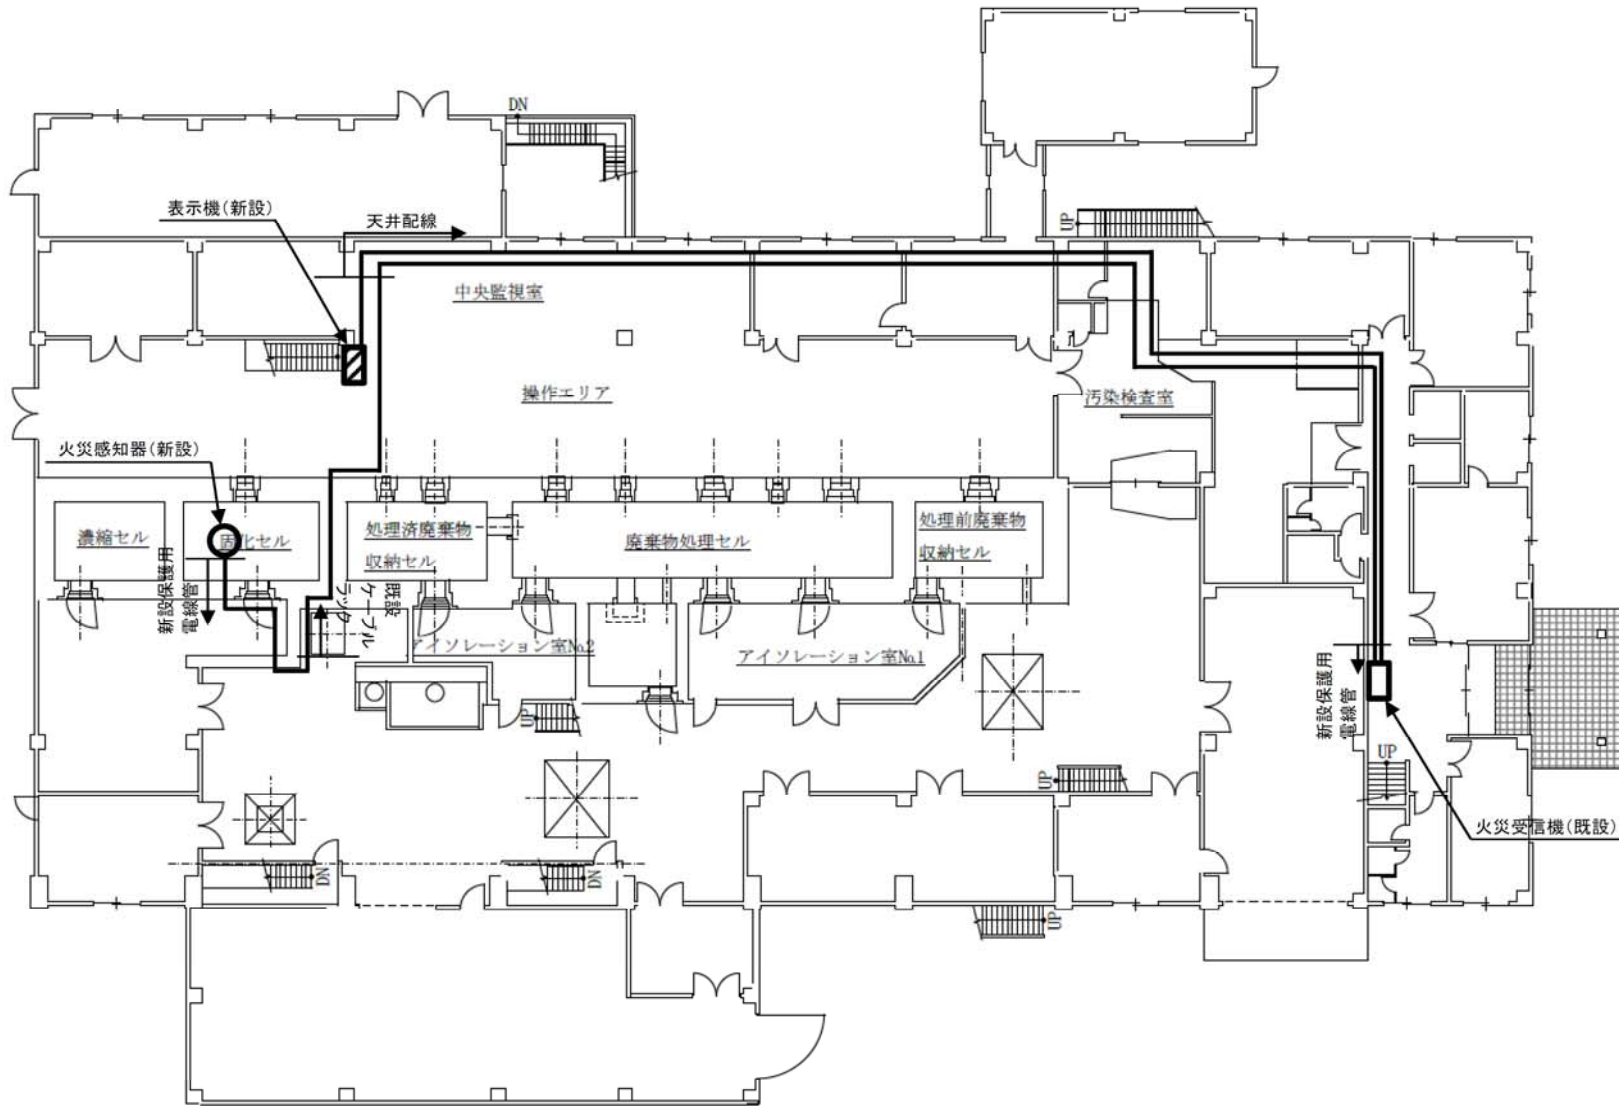 DN
表示機(新設)
天井配線
UP
中央監視室
操作エリア
汚染検査室
火災感知器(新設)
濃縮セル
固化セル
処理済廃棄物
収納セル
廃棄物処理セル
処理前廃棄物
収納セル
新設保護用
電線管
既設
ケーブル
ラック
アイソレーション室No.2
アイソレーション室No.1
新設保護用
電線管
UP
UP
UP
火災受信機(既設)
DN
DN
UP